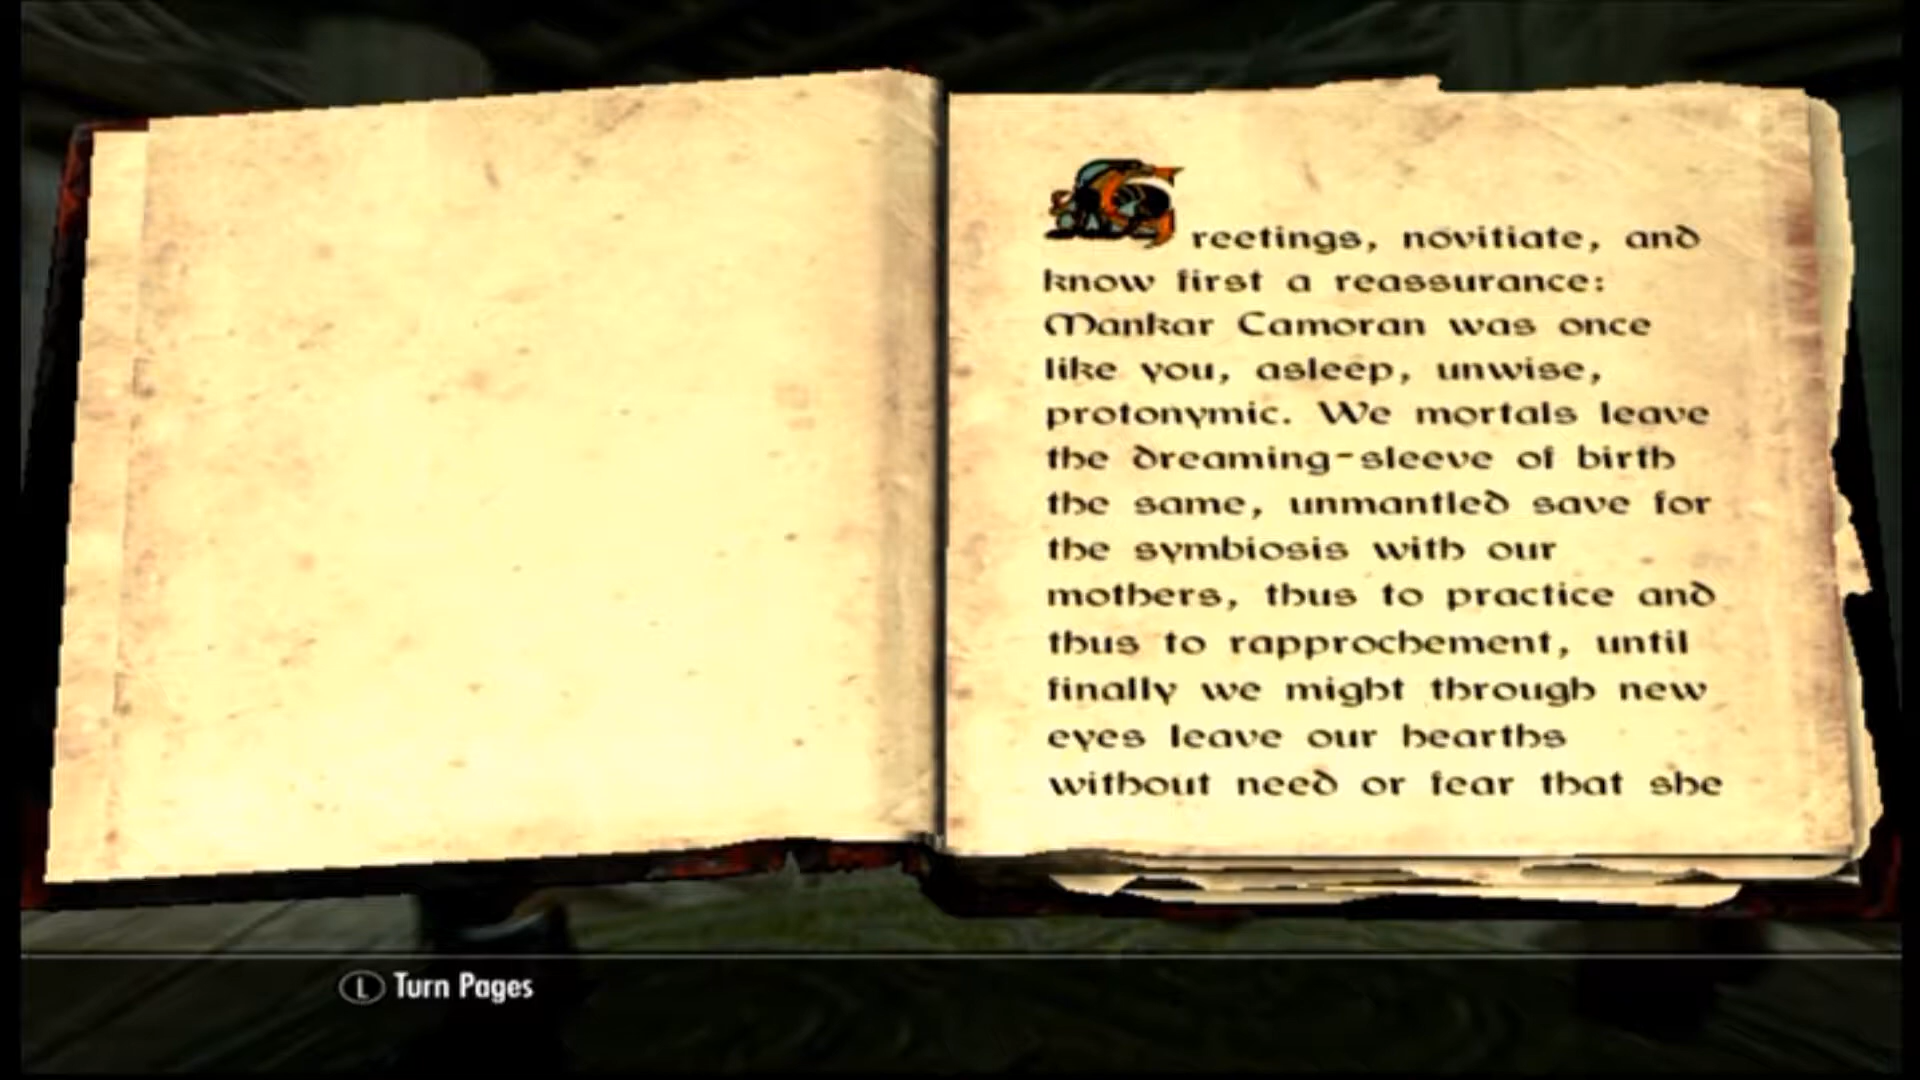 Greetings, novitiate, and
know first a reassurance:
Mankar Camoran was once
like you, asleep, unwise,
protonymic. We mortals leave
the dreaming-sleeve of birth
the same, unmantled save for
the symbiosis with our
mothers, thus to practice and
thus to rapprochement, until
finally we might through new
eyes leave our hearths
without need or fear that she
L Turn Pages